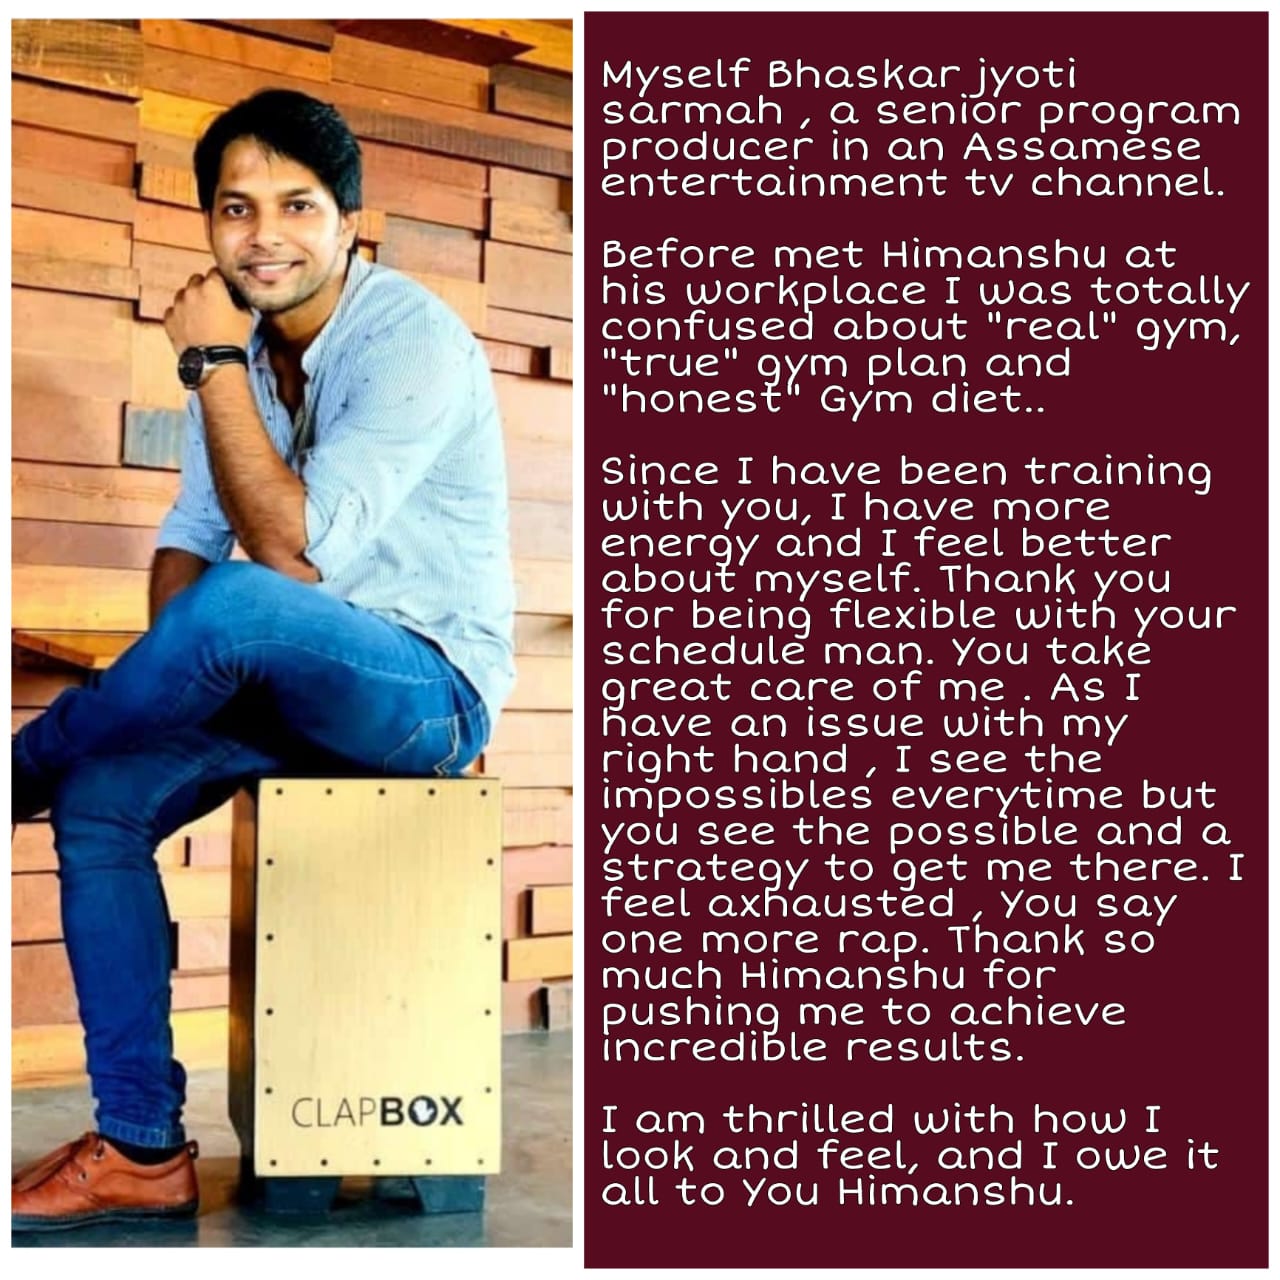 CLAPBOX
Myself Bhaskar jyoti
sarmah , a senior program
producer in an Assamese
entertainment tv channel.
Before met Himanshu at
his workplace I was totally
confused about "real" gym,
"true" gym plan and
"honest" Gym diet..
Since I have been training
with you, I have more
energy and I feel better
about myself. Thank you
for being flexible with your
schedule man. You take
great care of me . As I
have an issue with my
right hand , I see the
impossibles everytime but
you see the possible and a
strategy to get me there. I
feel axhausted , You say
one more rap. Thank so
much Himanshu for
pushing me to achieve
incredible results.
I am thrilled with how I
look and feel, and I owe it
all to You Himanshu.